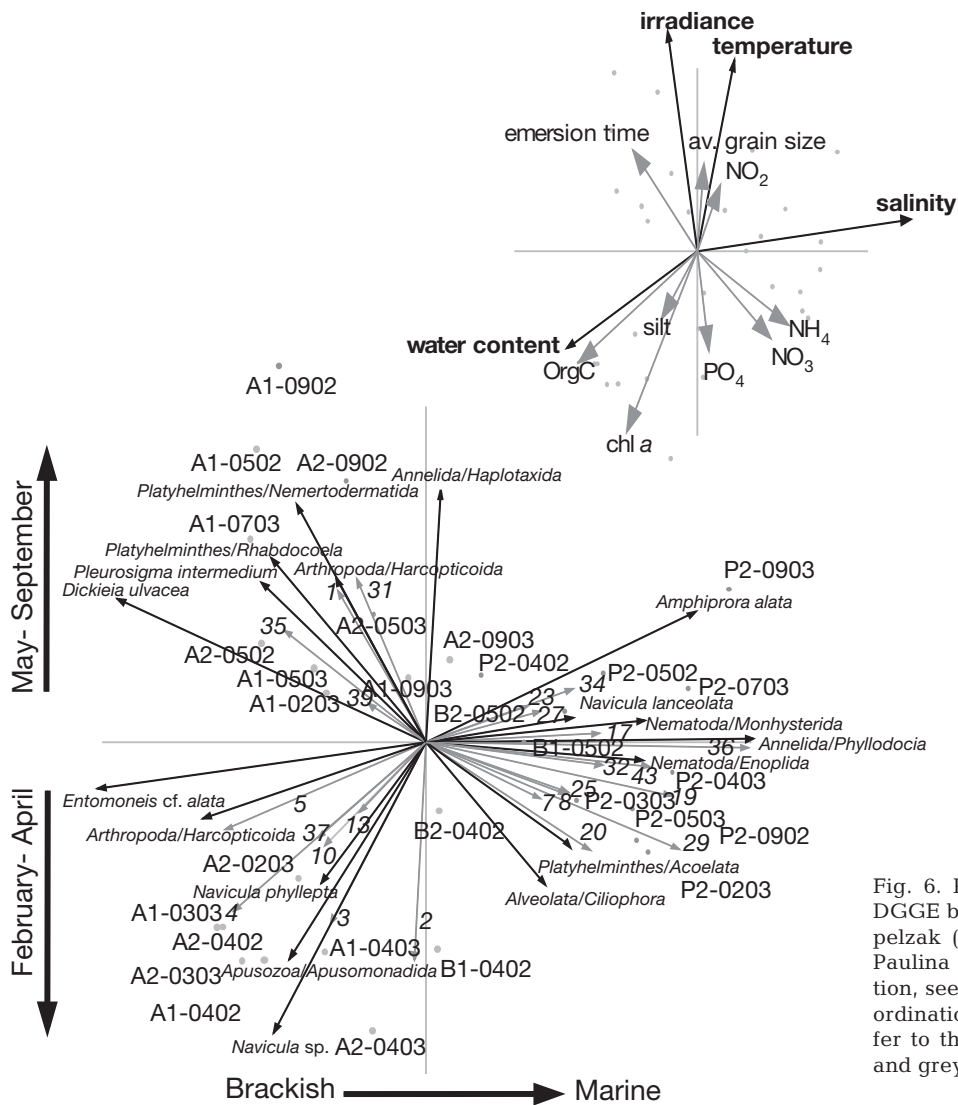 irradiance
temperature
emersion time
av. grain size
NO2
salinity
silt
NH4
NO3
water content
OrgC
PO4
chl a
A1-0902
A1-0502
A2-0902
Annelida/Haplotaxida
Platyhelminthes/Nemertodermatida
A1-0703
Platyhelminthes/Rhabdocoela
Pleurosigma intermedium
Arthropoda/Harcopticoida
Dickieia ulvacea
1
31
P2-0903
Amphiprora alata
A2-0503
35
A2-0502
A2-0903
P2-0402
A1-0503
A1-0903
A1-0203
39
34
P2-0502
P2-0703
23
Navicula lanceolata
B2-0502
27
Nematoda/Monhysterida
17
B1-0502
36
Annelida/Phyllodocia
Nematoda/Enoplida
32
43
P2-0403
Entomoneis cf. alata
5
25
7
8
P2-0303
19
P2-0503
Arthropoda/Harcopticoida
37
13
B2-0402
20
29
P2-0902
10
A2-0203
Platyhelminthes/Acoelata
Navicula phyllepta
Alveolata/Ciliophora
P2-0203
A1-0303
4
3
2
A2-0402
A1-0403
A2-0303
Apusozoa/Apusomonadida
B1-0402
A1-0402
Navicula sp.
A2-0403
May- September
February- April
Brackish
Marine
Fig. 6.
DGGE b
pelzak (
Paulina
tion, see
ordination
fer to th
and grey